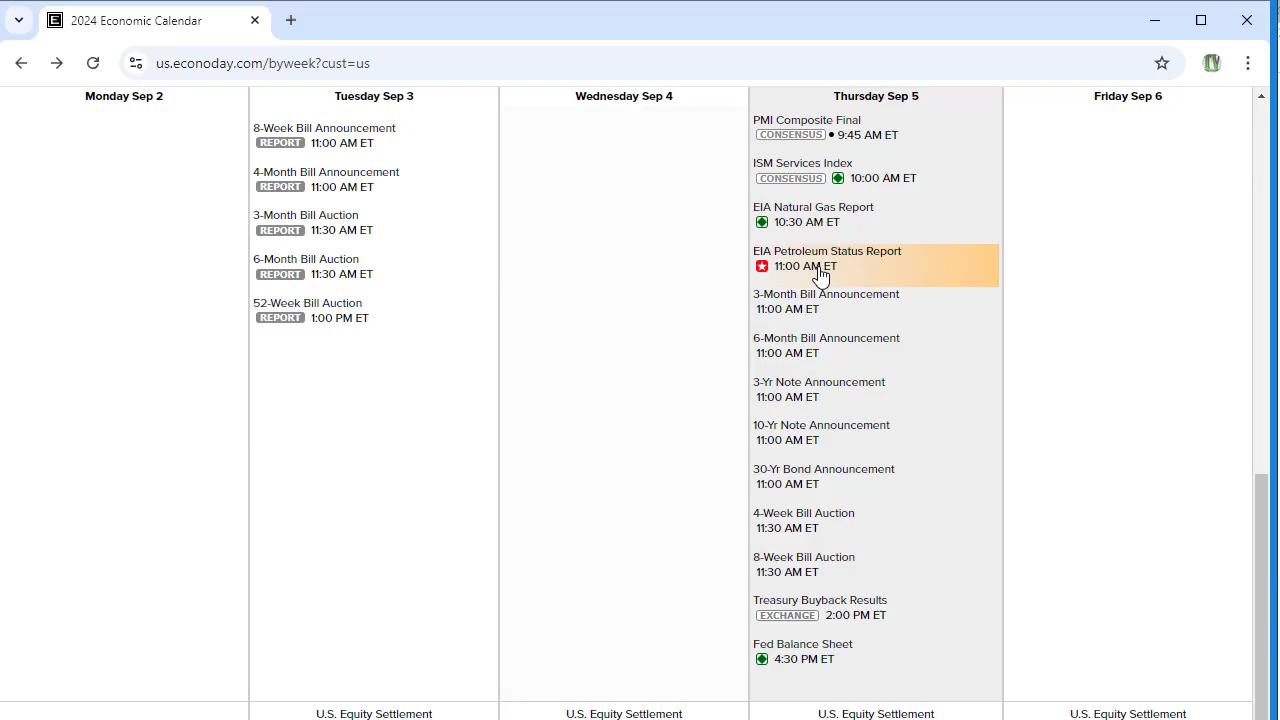 2024 Economic Calendar
us.econoday.com/byweek?cust=us
Monday Sep 2
Tuesday Sep 3
Wednesday Sep 4
Thursday Sep 5
Friday Sep 6
8-Week Bill Announcement
REPORT 11:00 AM ET
4-Month Bill Announcement
REPORT 11:00 AM ET
3-Month Bill Auction
REPORT 11:30 AM ET
6-Month Bill Auction
REPORT 11:30 AM ET
52-Week Bill Auction
REPORT 1:00 PM ET
PMI Composite Final
CONSENSUS • 9:45 AM ET
ISM Services Index
CONSENSUS 10:00 AM ET
EIA Natural Gas Report
10:30 AM ET
EIA Petroleum Status Report
11:00 AM ET
3-Month Bill Announcement
11:00 AM ET
6-Month Bill Announcement
11:00 AM ET
3-Yr Note Announcement
11:00 AM ET
10-Yr Note Announcement
11:00 AM ET
30-Yr Bond Announcement
11:00 AM ET
4-Week Bill Auction
11:30 AM ET
8-Week Bill Auction
11:30 AM ET
Treasury Buyback Results
EXCHANGE 2:00 PM ET
Fed Balance Sheet
4:30 PM ET
U.S. Equity Settlement
U.S. Equity Settlement
U.S. Equity Settlement
U.S. Equity Settlement